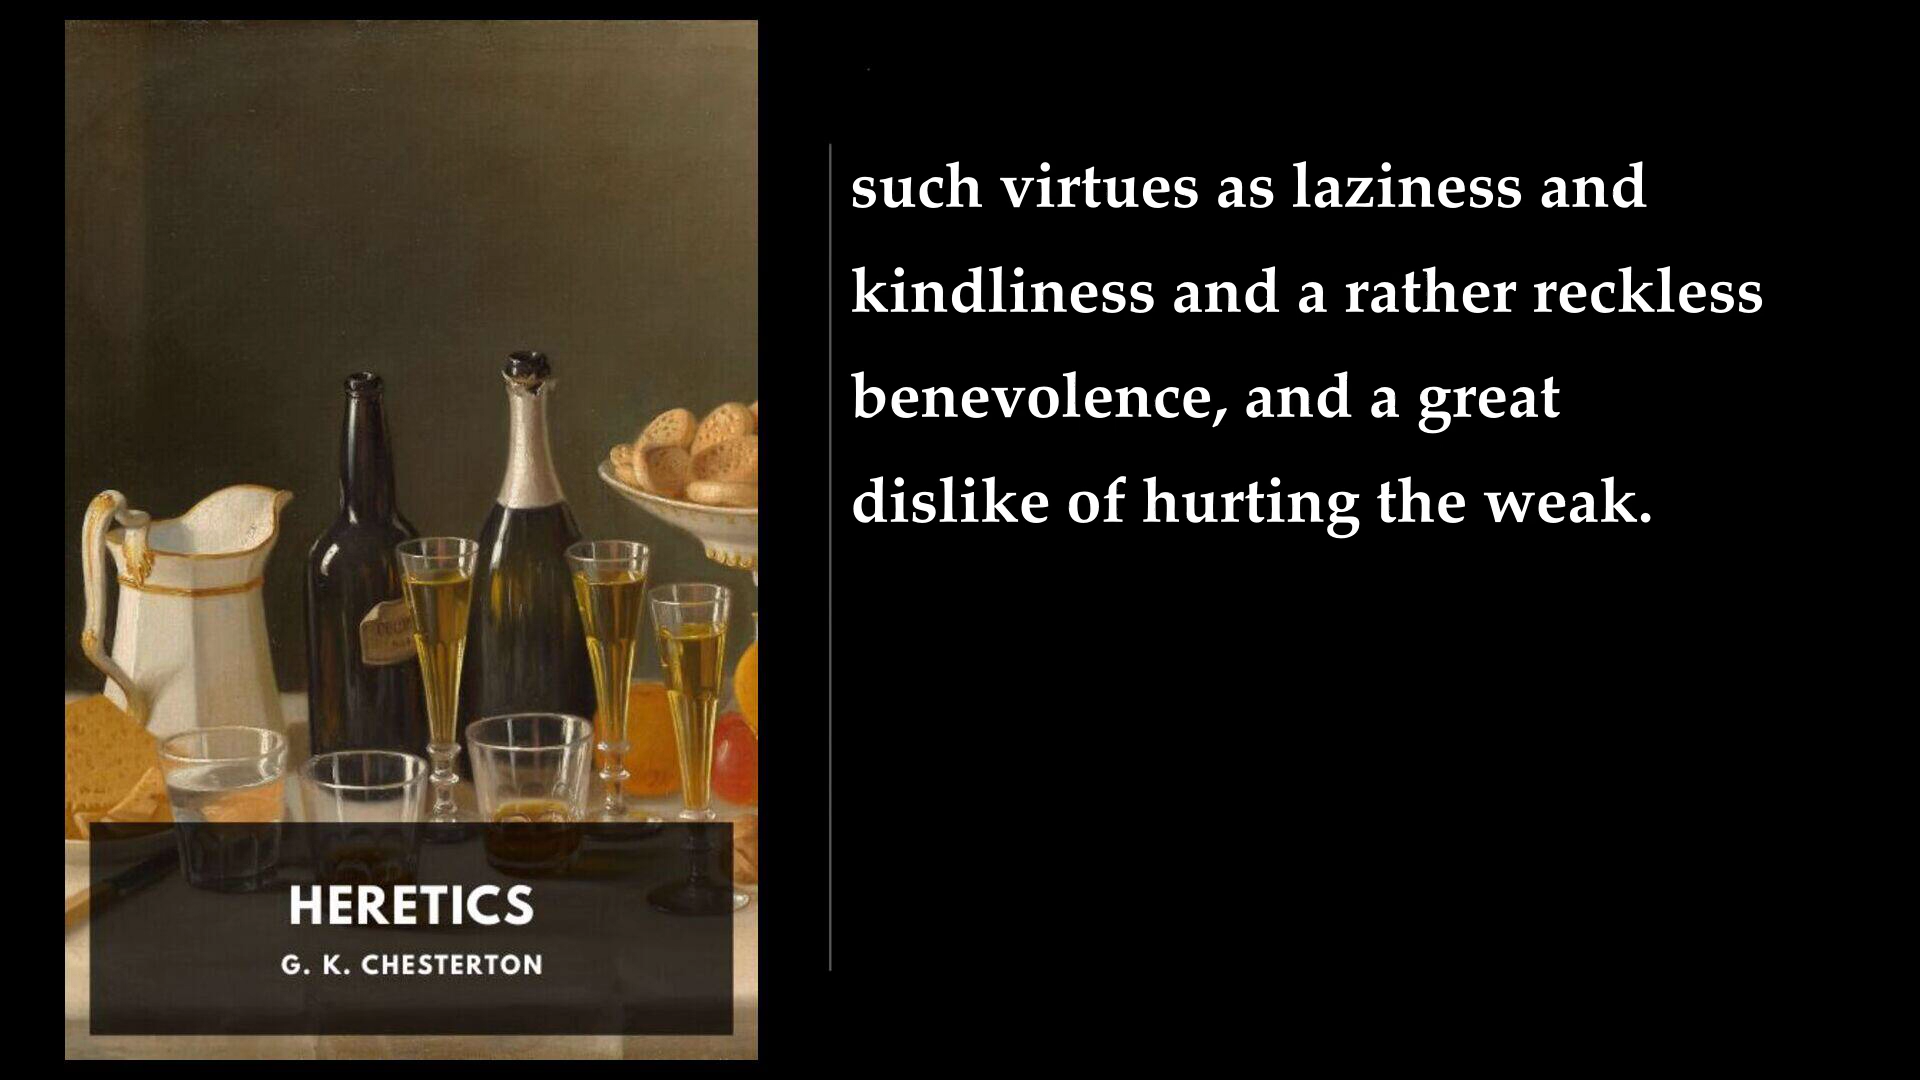 such virtues as laziness and
kindliness and a rather reckless
benevolence, and a great
dislike of hurting the weak.
HERETICS
G. K. CHESTERTON